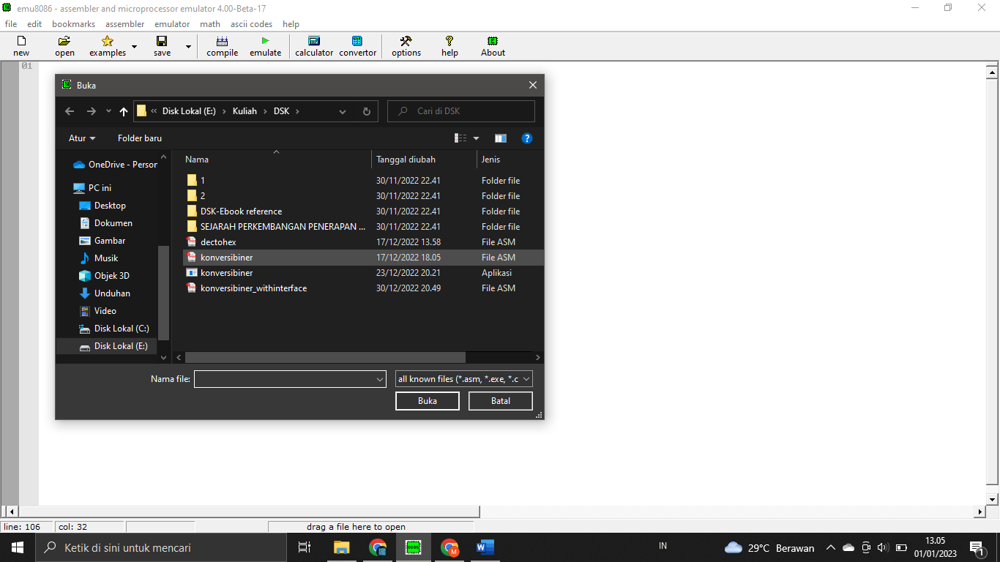 emu8086 - assembler and microprocessor emulator 4.00-Beta-17
file edit bookmarks assembler emulator math ascii codes help
new open examples save compile emulate calculator convertor options help About
01
Buka
« Disk Lokal (E:) › Kuliah › DSK ›
Cari di DSK
Atur Folder baru
Nama Tanggal diubah Jenis
OneDrive - Person
PC ini
Desktop
Dokumen
Gambar
Musik
Objek 3D
Unduhan
Video
Disk Lokal (C:)
Disk Lokal (E:)
1 30/11/2022 22.41 Folder file
2 30/11/2022 22.41 Folder file
DSK-Ebook reference 30/11/2022 22.41 Folder file
SEJARAH PERKEMBANGAN PENERAPAN ... 30/11/2022 22.41 Folder file
dectohex 17/12/2022 13.58 File ASM
konversibiner 17/12/2022 18.05 File ASM
konversibiner 23/12/2022 20.21 Aplikasi
konversibiner_withinterface 30/12/2022 20.49 File ASM
Nama file: all known files (*.asm, *.exe, *.c
Buka Batal
line: 106 col: 32 drag a file here to open
Ketik di sini untuk mencari
8086
IN
29°C Berawan
13.05
01/01/2023
1